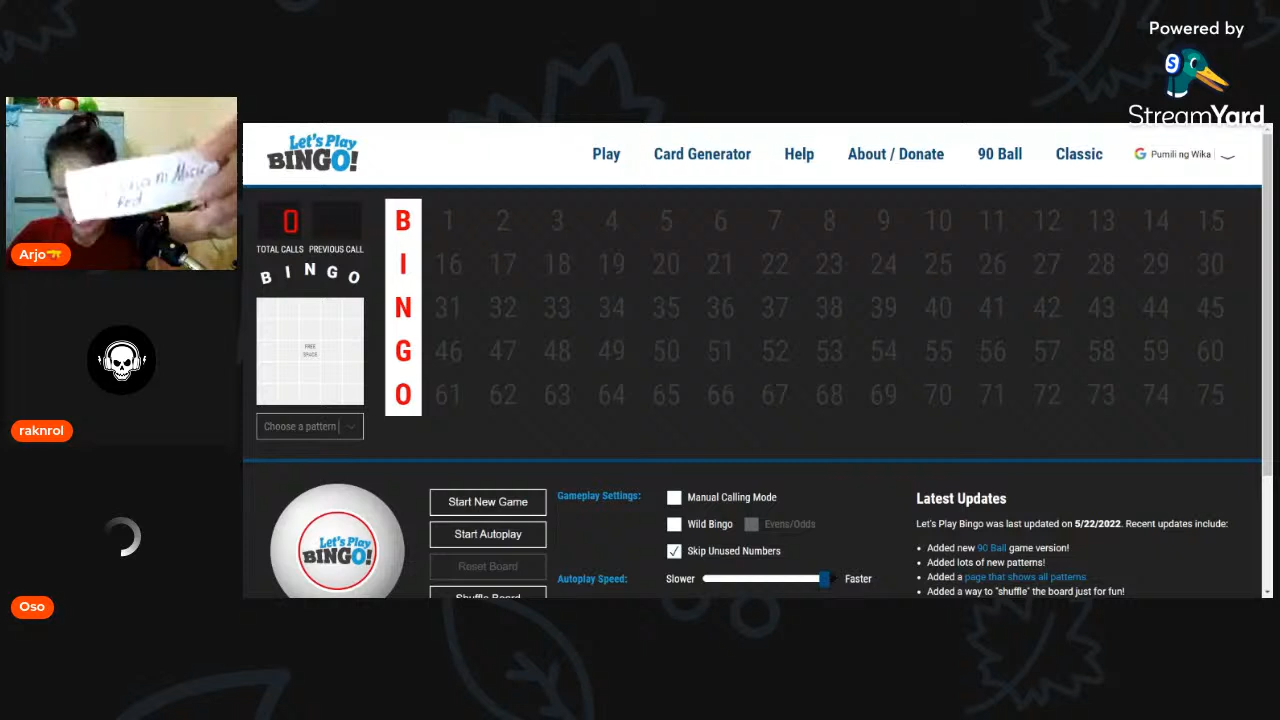 Powered by
StreamYard
Let's Play
BINGO!
Play
Card Generator
Help
About / Donate
90 Ball
Classic
G Pumili ng Wika
Fed
Arjo
0
TOTAL CALLS PREVIOUS CALL
BINGO
FREE
SPACE
Choose a pattern
B 1 2 3 4 5 6 7 8 9 10 11 12 13 14 15
I 16 17 18 19 20 21 22 23 24 25 26 27 28 29 30
N 31 32 33 34 35 36 37 38 39 40 41 42 43 44 45
G 46 47 48 49 50 51 52 53 54 55 56 57 58 59 60
O 61 62 63 64 65 66 67 68 69 70 71 72 73 74 75
raknrol
Oso
Let's Play
BINGO!
Start New Game
Start Autoplay
Reset Board
Shuffle Board
Gameplay Settings:
Manual Calling Mode
Wild Bingo
Evens/Odds
Skip Unused Numbers
Autoplay Speed:
Slower
Faster
Latest Updates
Let's Play Bingo was last updated on 5/22/2022. Recent updates include:
• Added new 90 Ball game version!
• Added lots of new patterns!
• Added a page that shows all patterns.
• Added a way to "shuffle" the board just for fun!